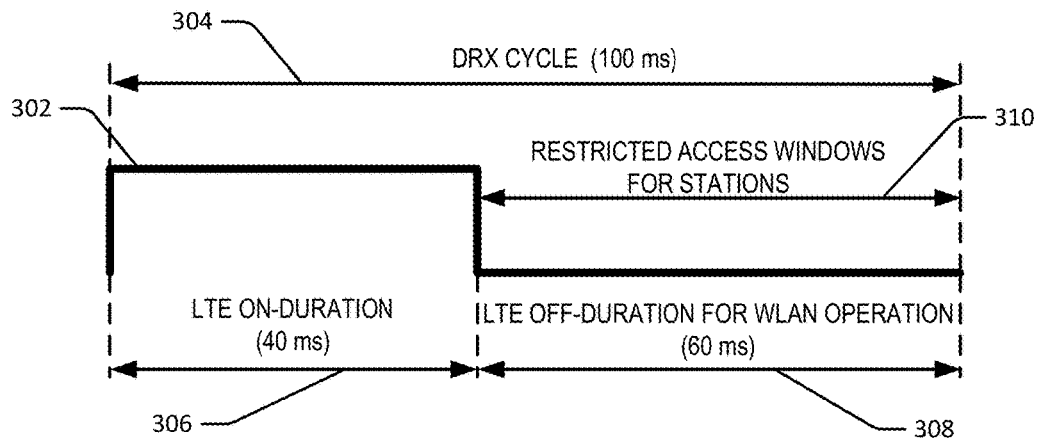 304
DRX CYCLE (100 ms)
302
310
RESTRICTED ACCESS WINDOWS
FOR STATIONS
LTE ON-DURATION
(40 ms)
LTE OFF-DURATION FOR WLAN OPERATION
(60 ms)
306
308